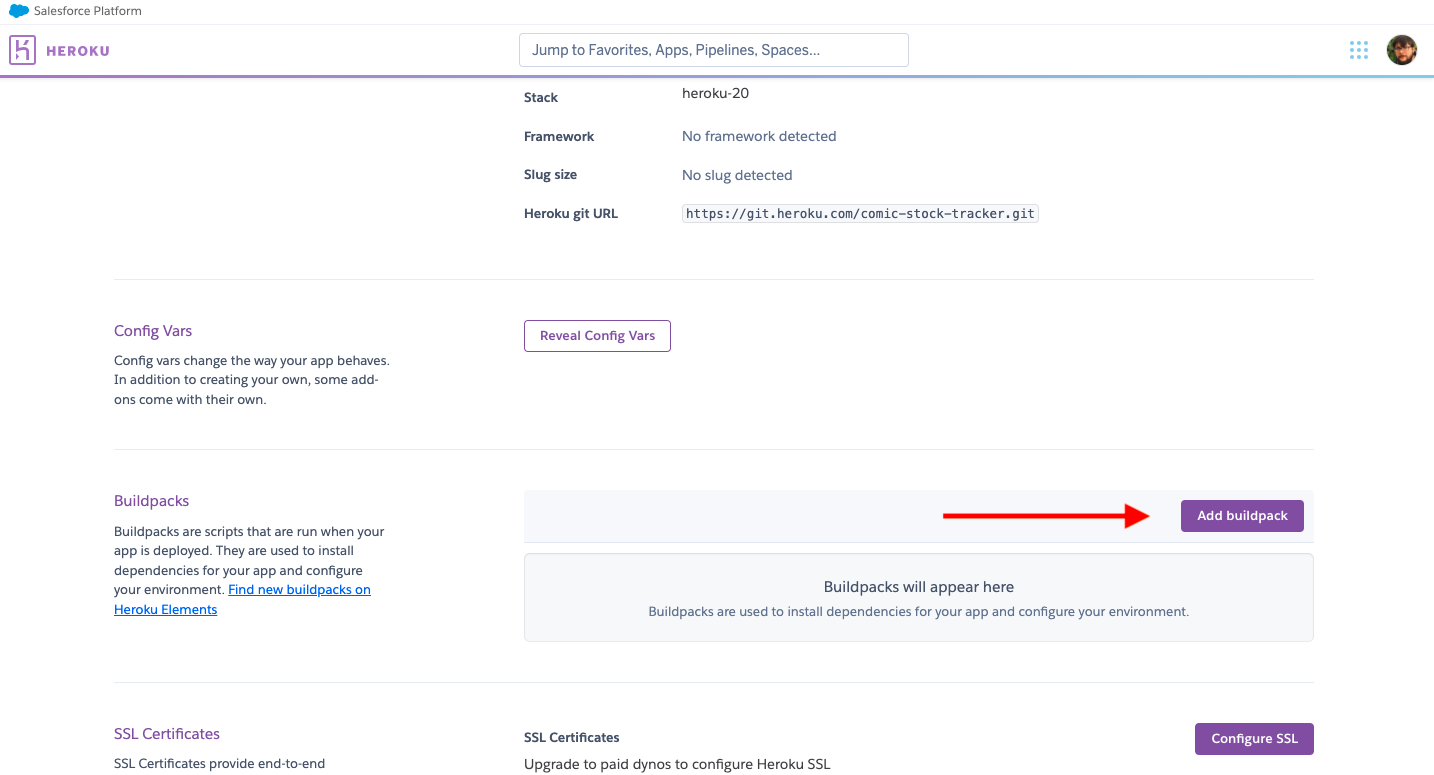 Salesforce Platform
HEROKU
Jump to Favorites, Apps, Pipelines, Spaces...
Stack
heroku-20
Framework
No framework detected
Slug size
No slug detected
Heroku git URL
https://git.heroku.com/comic-stock-tracker.git
Config Vars
Config vars change the way your app behaves.
In addition to creating your own, some add-
ons come with their own.
Reveal Config Vars
Buildpacks
Buildpacks are scripts that are run when your
app is deployed. They are used to install
dependencies for your app and configure
your environment. Find new buildpacks on
Heroku Elements
Add buildpack
Buildpacks will appear here
Buildpacks are used to install dependencies for your app and configure your environment.
SSL Certificates
SSL Certificates provide end-to-end
SSL Certificates
Upgrade to paid dynos to configure Heroku SSL
Configure SSL